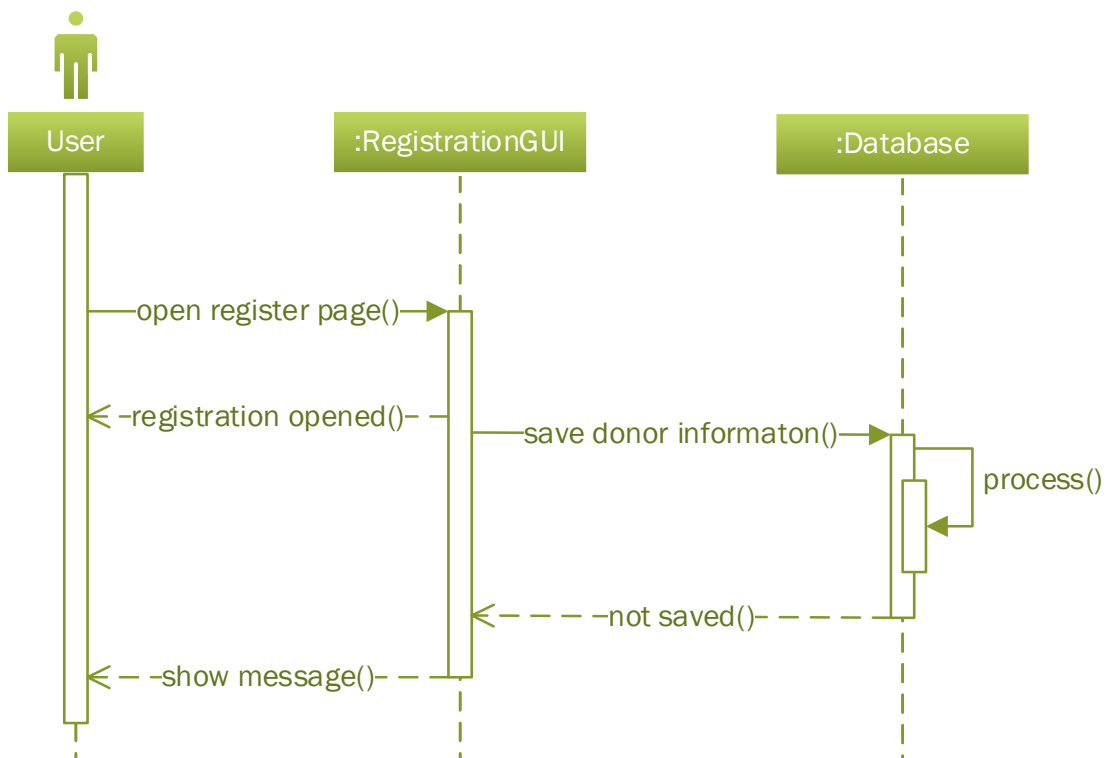 User
:RegistrationGUI
:Database
open register page()
registration opened()
save donor informaton()
process()
not saved()
show message()